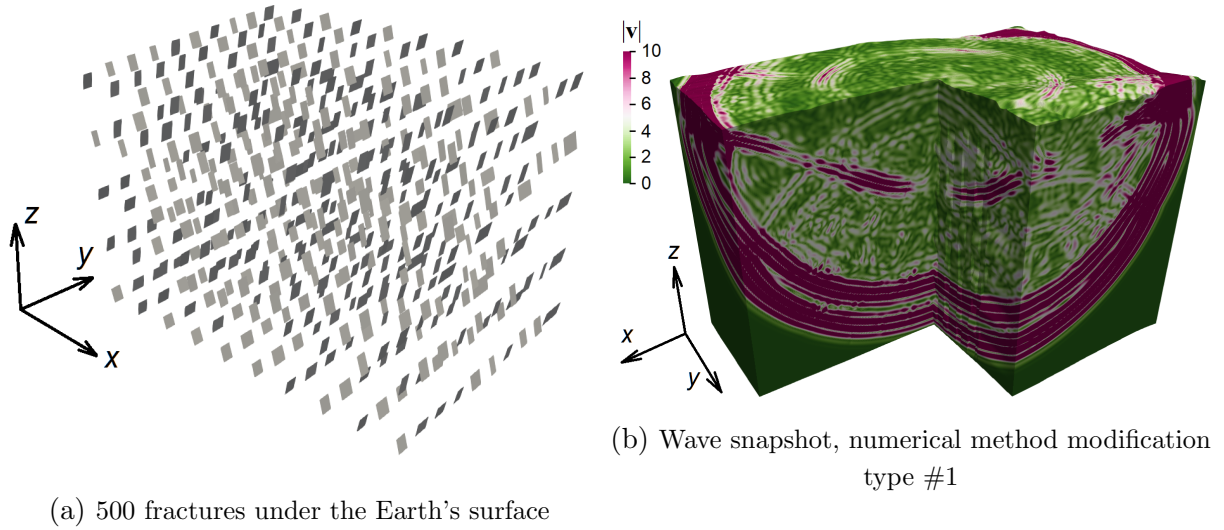 z
y
x
(a) 500 fractures under the Earth's surface
|v|
10
8
6
4
2
0
z
x
y
(b) Wave snapshot, numerical method modification
type #1